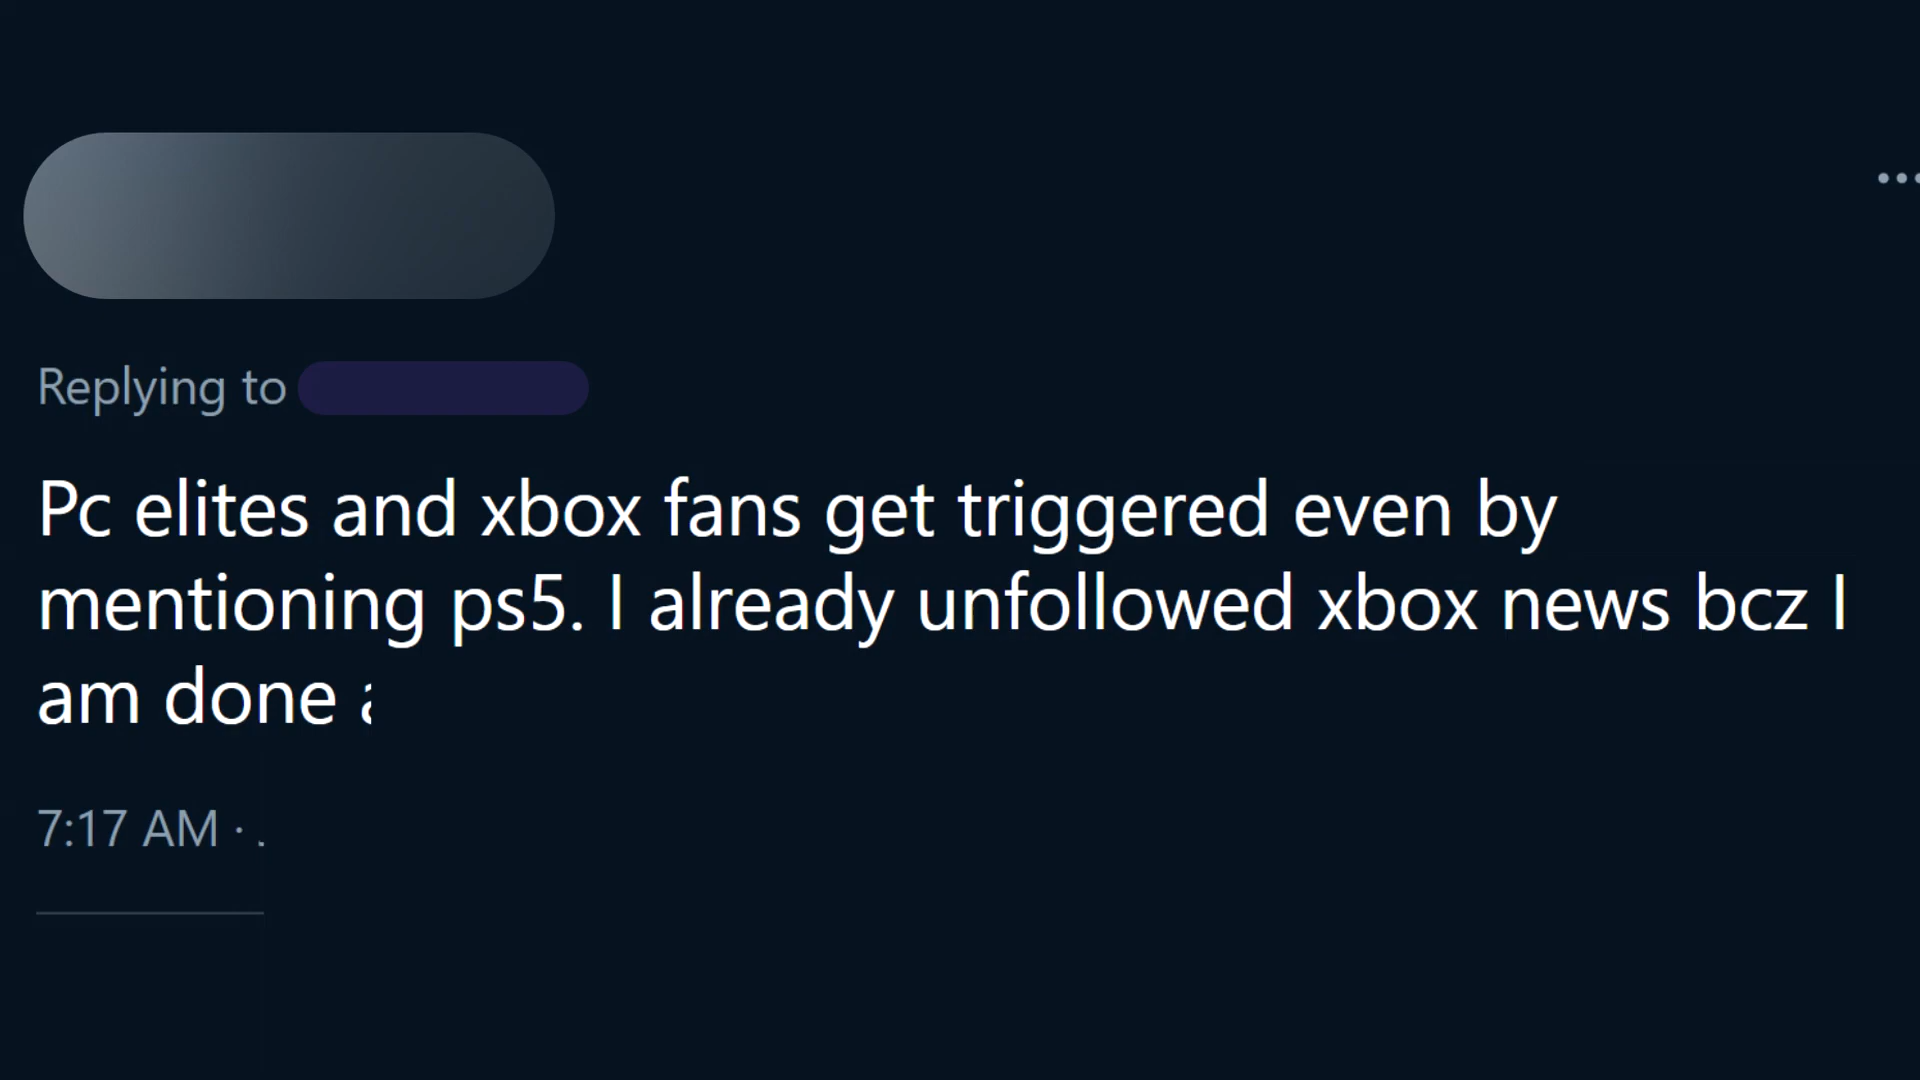 Replying to
Pc elites and xbox fans get triggered even by
mentioning ps5. I already unfollowed xbox news bcz I
am done
7:17 AM ·